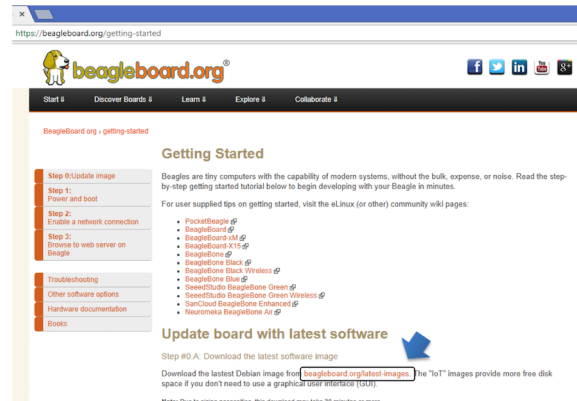 https://beagleboard.org/getting-started
beagleboard.org®
Start
Discover Boards
Learn
Explore
Collaborate
BeagleBoard.org › getting-started
Getting Started
Step 0:Update image
Step 1:
Power and boot
Step 2:
Enable a network connection
Step 3:
Browse to web server on
Beagle
Troubleshooting
Other software options
Hardware documentation
Books
Beagles are tiny computers with the capability of modern systems, without the bulk, expense, or noise. Read the step-
by-step getting started tutorial below to begin developing with your Beagle in minutes.
For user supplied tips on getting started, visit the eLinux (or other) community wiki pages:
PocketBeagle
BeagleBoard
BeagleBoard-xM
BeagleBoard-X15
BeagleBone
BeagleBone Black
BeagleBone Black Wireless
BeagleBone Blue
SeeedStudio BeagleBone Green
SeeedStudio BeagleBone Green Wireless
SanCloud BeagleBone Enhanced
Neuromeka BeagleBone Air
Update board with latest software
Step #0.A: Download the latest software image
Download the lastest Debian image from beagleboard.org/latest-images. The "IoT" images provide more free disk
space if you don't need to use a graphical user interface (GUI).